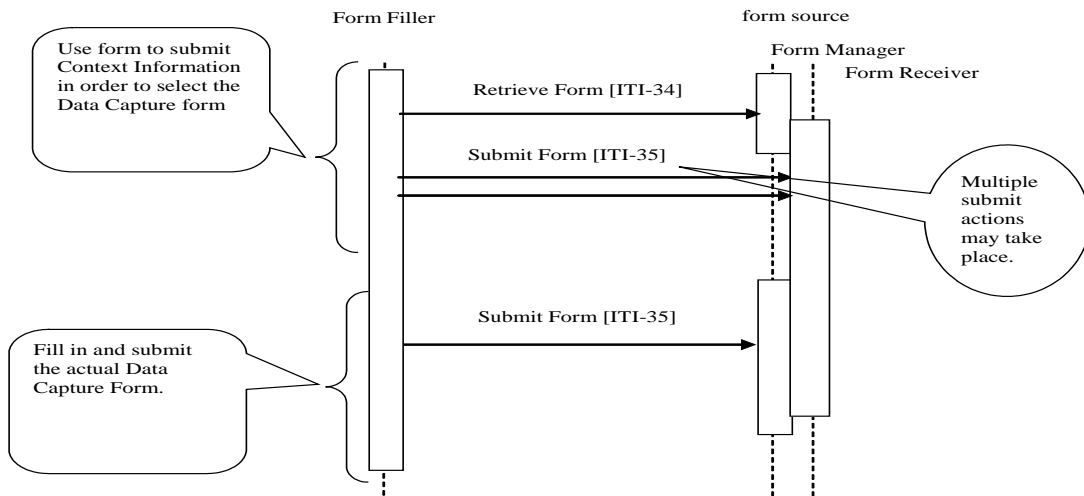 Form Filler
form source
Form Manager
Form Receiver
Use form to submit
Context Information
in order to select the
Data Capture form
Retrieve Form [ITI-34]
Submit Form [ITI-35]
Multiple
submit
actions
may take
place.
Submit Form [ITI-35]
Fill in and submit
the actual Data
Capture Form.